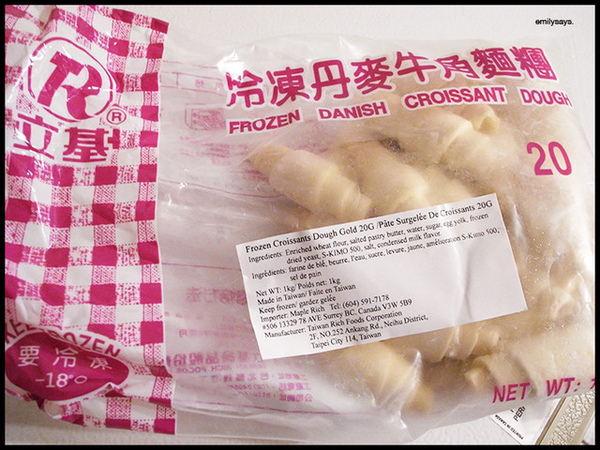 emilysays.
R®
立基
冷凍丹麥牛角麵糰
FROZEN DANISH CROISSANT DOUGH
20
Frozen Croissants Dough Gold 20G /Pâte Surgelée De Croissants 20G
Ingredients: Enriched wheat flour, salted pastry butter, water, sugar, egg yolk, frozen
dried yeast, S-KIMO 500, salt, condensed milk flavor.
Ingrédients: farine de blé, beurre, l'eau, sucre, levure, jaune, amélioration S-Kimo 500,
sel de pain
Net WT: 1kg/ Poids net: 1kg
Made in Taiwan/ Faite en Taiwan
Keep frozen/ gardez gelée
Importer: Maple Rich Tel: (604) 591-7178
#506 13329 78 AVE Surrey BC. Canada V3W 5B9
Manufacturer: Taiwan Rich Foods Corporation
2F, NO.252 Ankang Rd., Neihu District,
Taipei City 114, Taiwan
KEEP FROZEN
要冷凍
-18°C
NET WT: